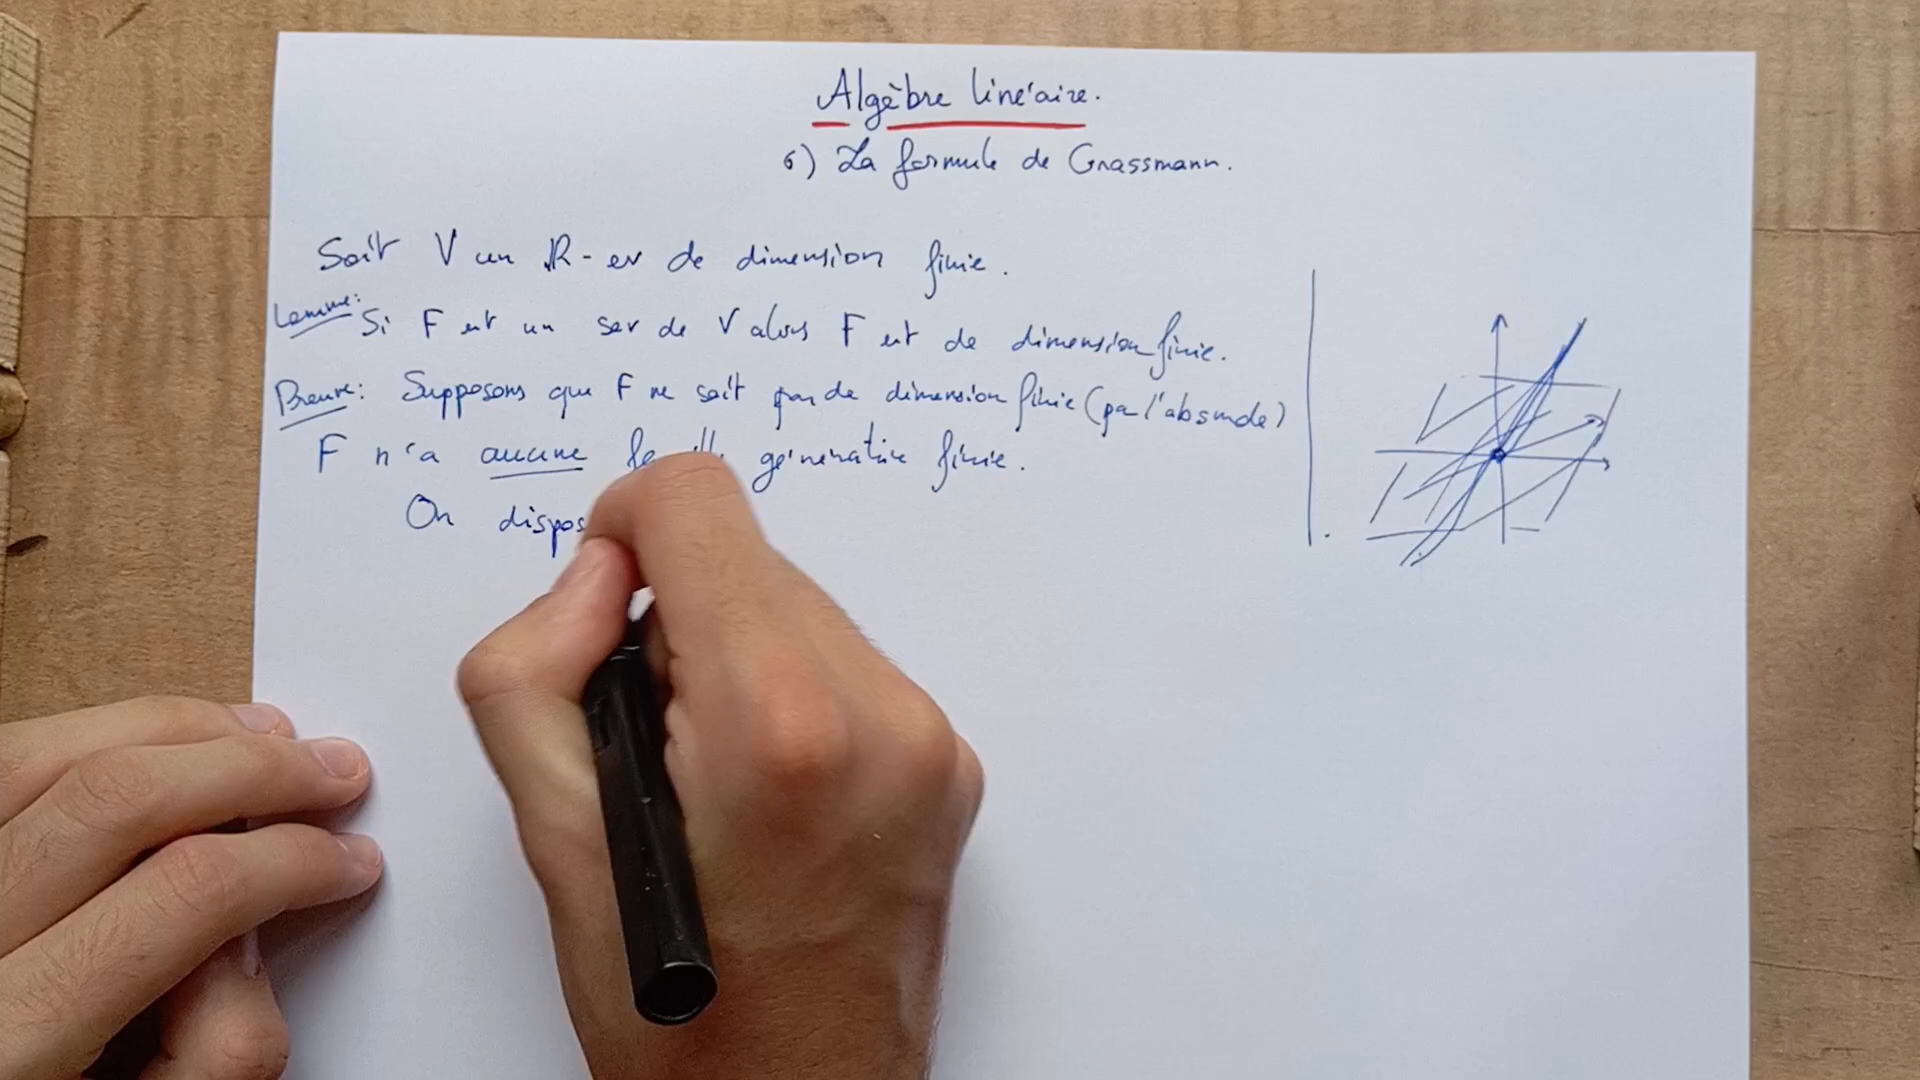 Algèbre linéaire.
6) La formule de Grassmann.
Soit V un R-ev de dimension finie.
Lemme: Si F est un sev de V alors F est de dimension finie.
Preuve: Supposons que F ne soit pas de dimension finie (par l'absurde)
F n'a aucune génératrice finie.
On